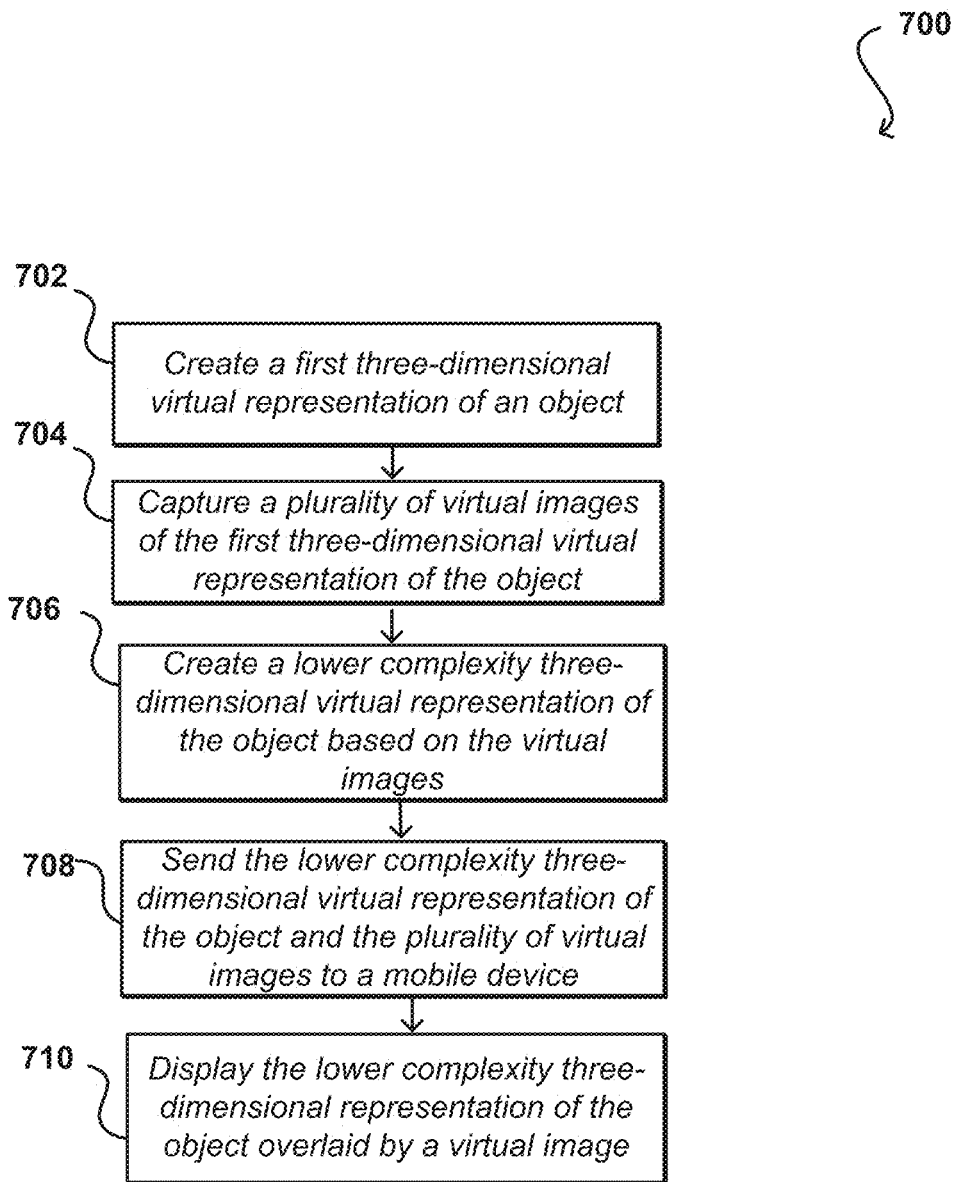 700
702
Create a first three-dimensional
virtual representation of an object
704
Capture a plurality of virtual images
of the first three-dimensional virtual
representation of the object
706
Create a lower complexity three-
dimensional virtual representation of
the object based on the virtual
images
708
Send the lower complexity three-
dimensional virtual representation of
the object and the plurality of virtual
images to a mobile device
710
Display the lower complexity three-
dimensional representation of the
object overlaid by a virtual image